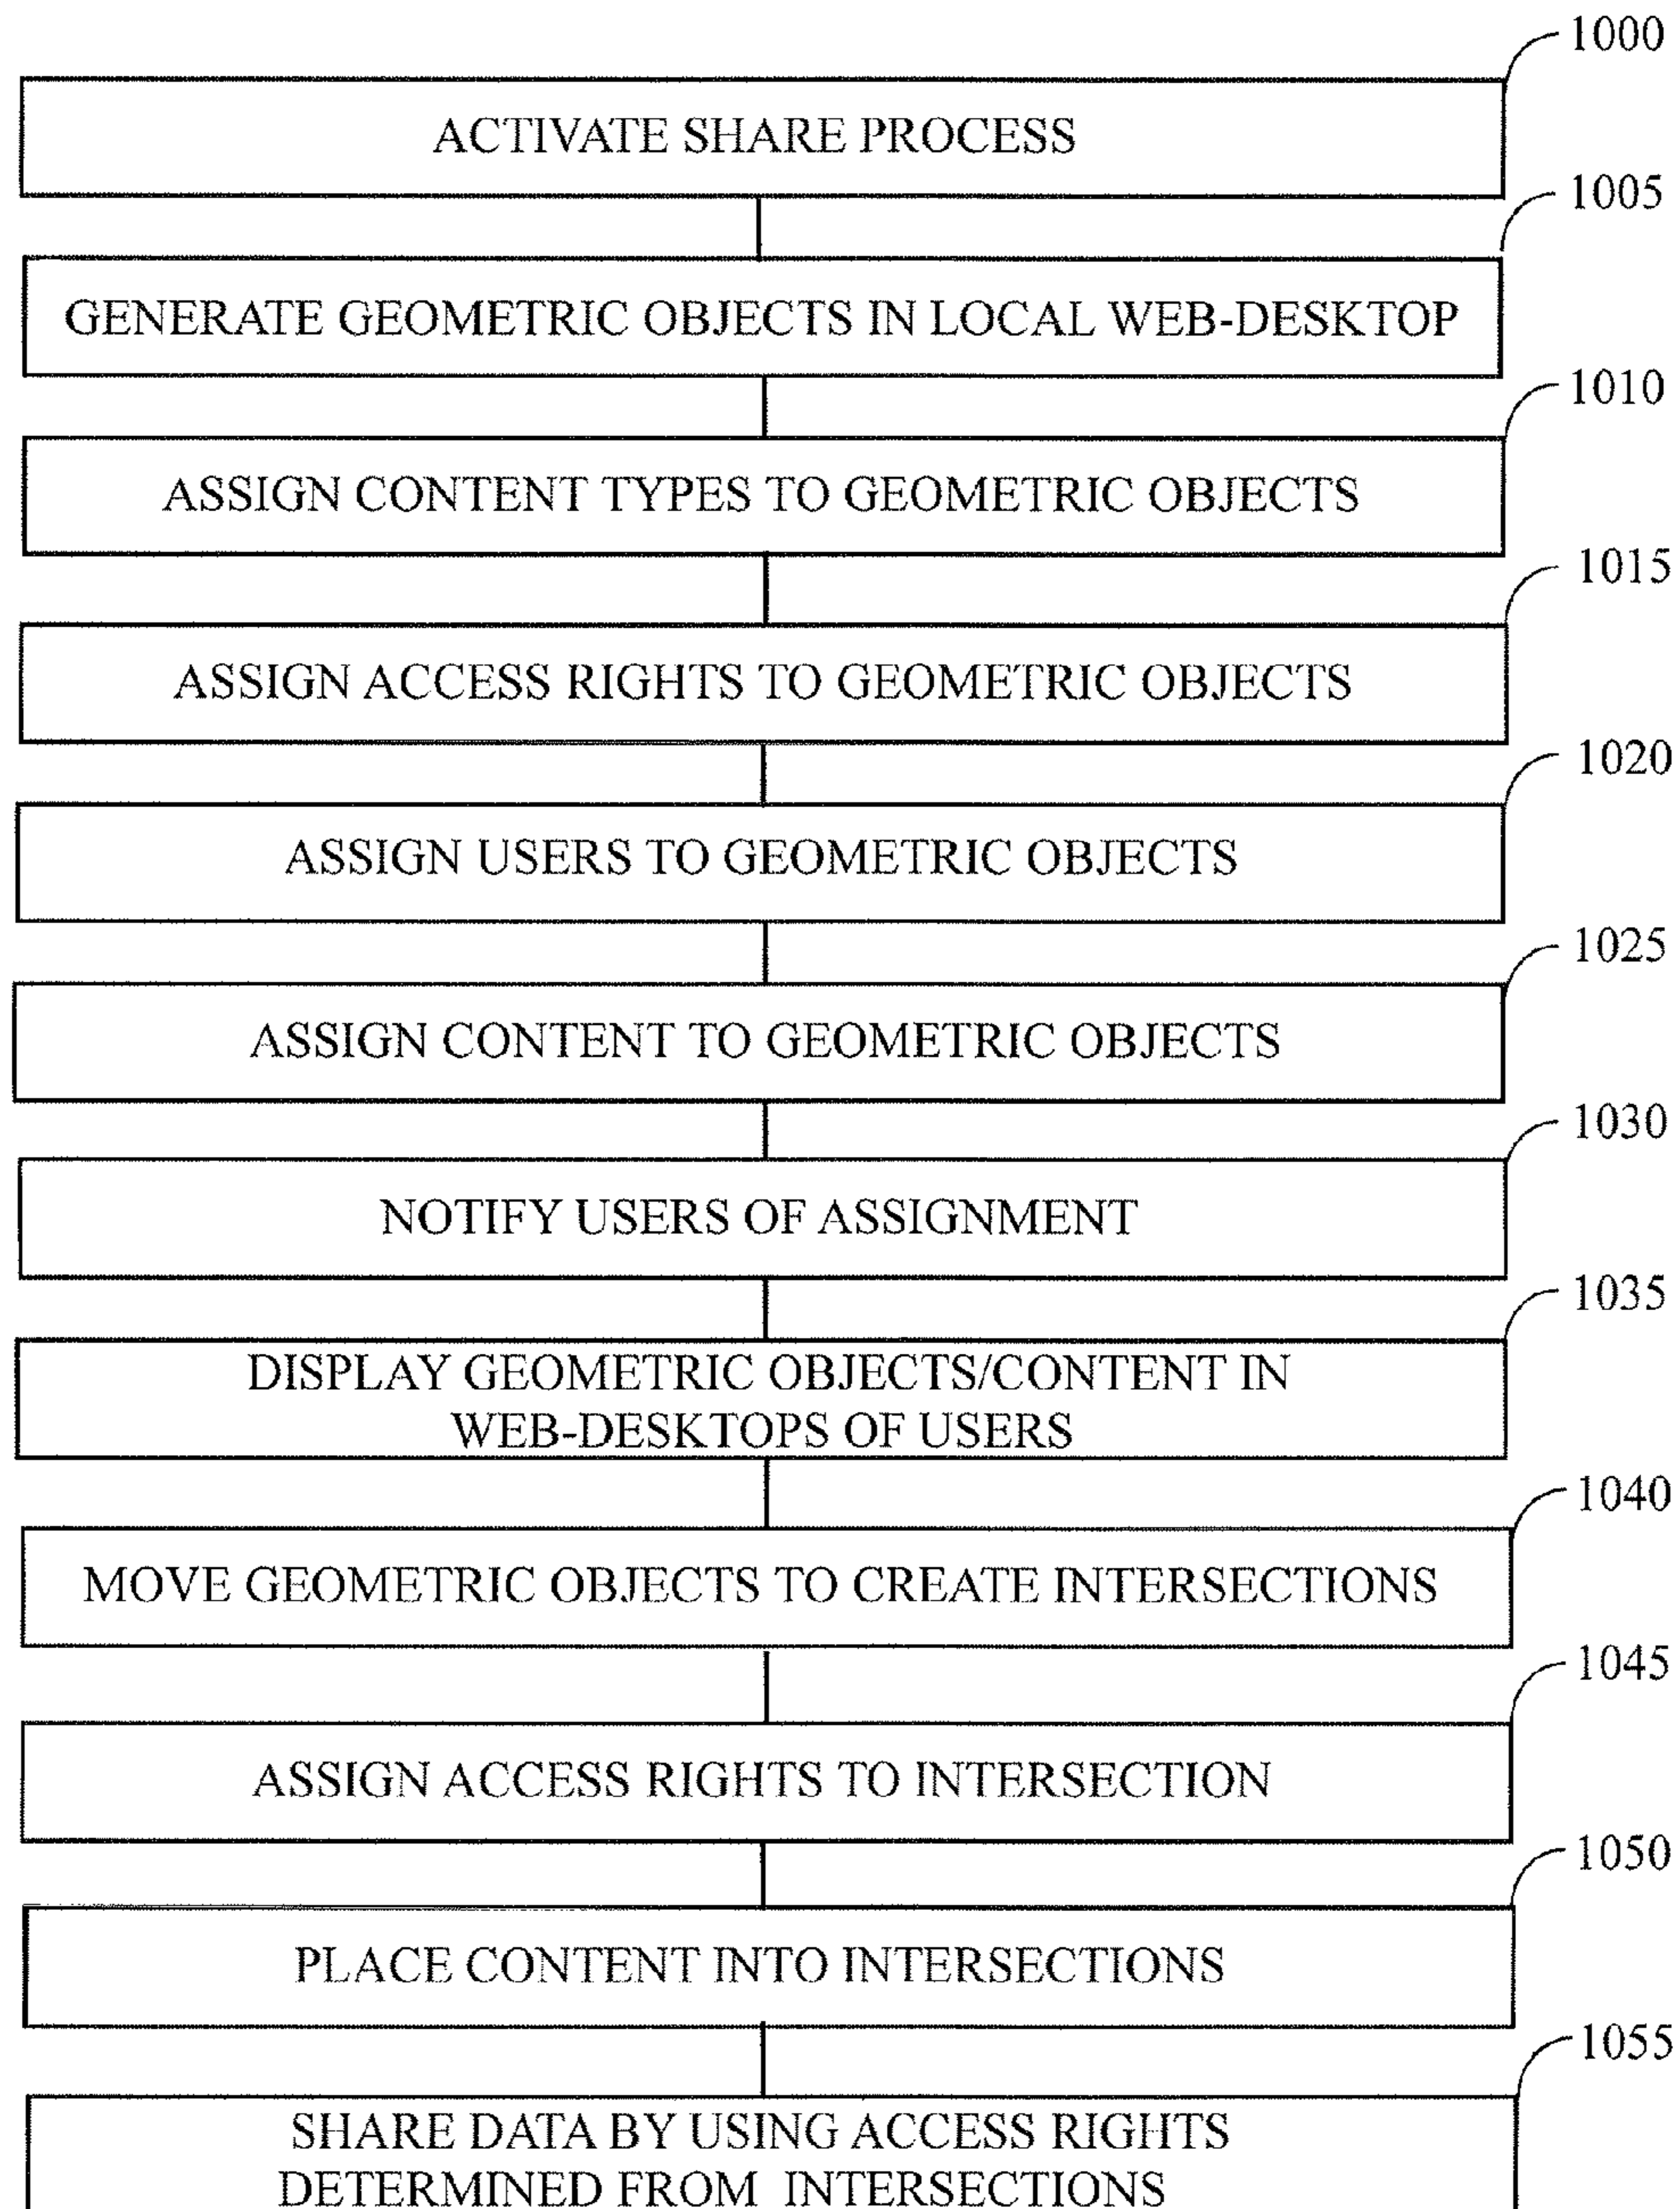 1000
ACTIVATE SHARE PROCESS
1005
GENERATE GEOMETRIC OBJECTS IN LOCAL WEB-DESKTOP
1010
ASSIGN CONTENT TYPES TO GEOMETRIC OBJECTS
1015
ASSIGN ACCESS RIGHTS TO GEOMETRIC OBJECTS
1020
ASSIGN USERS TO GEOMETRIC OBJECTS
1025
ASSIGN CONTENT TO GEOMETRIC OBJECTS
1030
NOTIFY USERS OF ASSIGNMENT
1035
DISPLAY GEOMETRIC OBJECTS/CONTENT IN
WEB-DESKTOPS OF USERS
1040
MOVE GEOMETRIC OBJECTS TO CREATE INTERSECTIONS
1045
ASSIGN ACCESS RIGHTS TO INTERSECTION
1050
PLACE CONTENT INTO INTERSECTIONS
1055
SHARE DATA BY USING ACCESS RIGHTS
DETERMINED FROM INTERSECTIONS